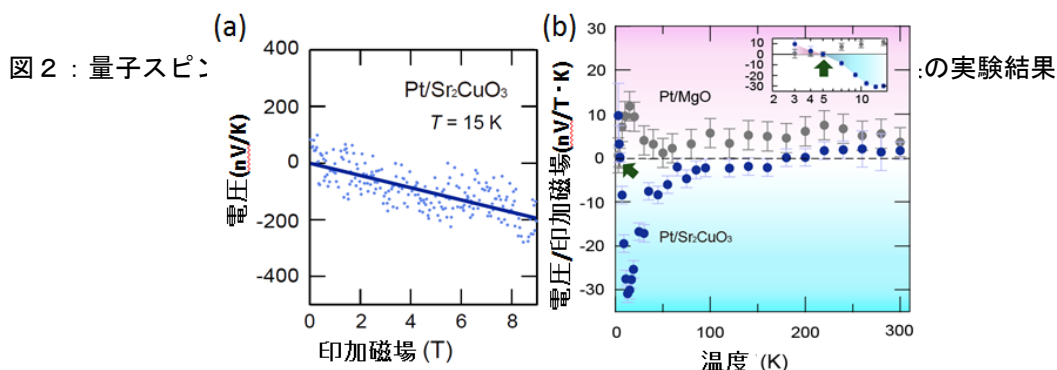 (a)
(b)
図２：量子スピン
の実験結果
400
200
0
-200
-400
電圧(nV/K)
Pt/Sr₂CuO₃
T = 15 K
0 2 4 6 8
印加磁場 (T)
30
20
10
0
-10
-20
-30
電圧/印加磁場(nV/T・K)
Pt/MgO
Pt/Sr₂CuO₃
10
0
-10
-20
-30
2 3 4 5 10
0 100 200 300
温度 (K)